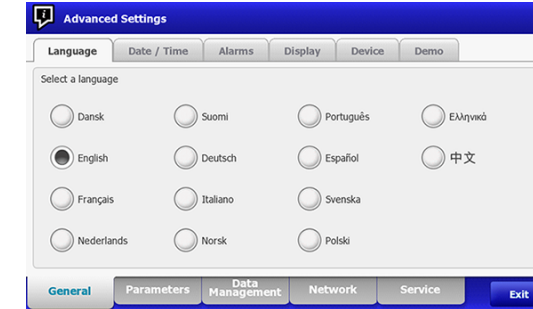 Advanced Settings
Language Date / Time Alarms Display Device Demo
Select a language
Dansk Suomi Português Ελληνικά
English Deutsch Español 中文
Français Italiano Svenska
Nederlands Norsk Polski
General Parameters Data Management Network Service Exit